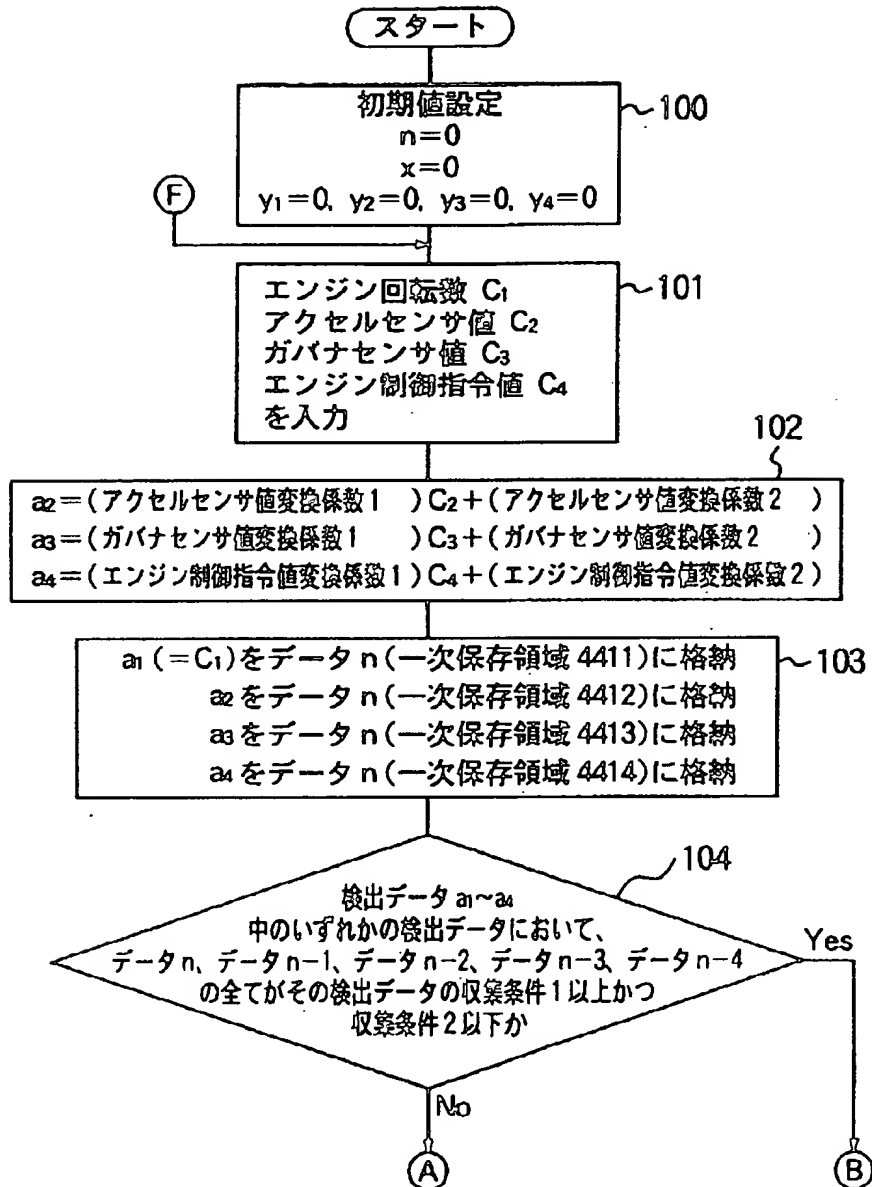 スタート
初期値設定
n=0
x=0
y1=0, y2=0, y3=0, y4=0
100
F
エンジン回転数 C1
アクセルセンサ値 C2
ガバナセンサ値 C3
エンジン制御指令値 C4
を入力
101
102
a2=(アクセルセンサ値変換係数1 )C2+(アクセルセンサ値変換係数2 )
a3=(ガバナセンサ値変換係数1 )C3+(ガバナセンサ値変換係数2 )
a4=(エンジン制御指令値変換係数1)C4+(エンジン制御指令値変換係数2)
a1(=C1)をデータn(一次保存領域4411)に格納
a2をデータn(一次保存領域4412)に格納
a3をデータn(一次保存領域4413)に格納
a4をデータn(一次保存領域4414)に格納
103
104
検出データa1~a4
中のいずれかの検出データにおいて、
データn、データn-1、データn-2、データn-3、データn-4
の全てがその検出データの収集条件1以上かつ
収集条件2以下か
Yes
No
A
B